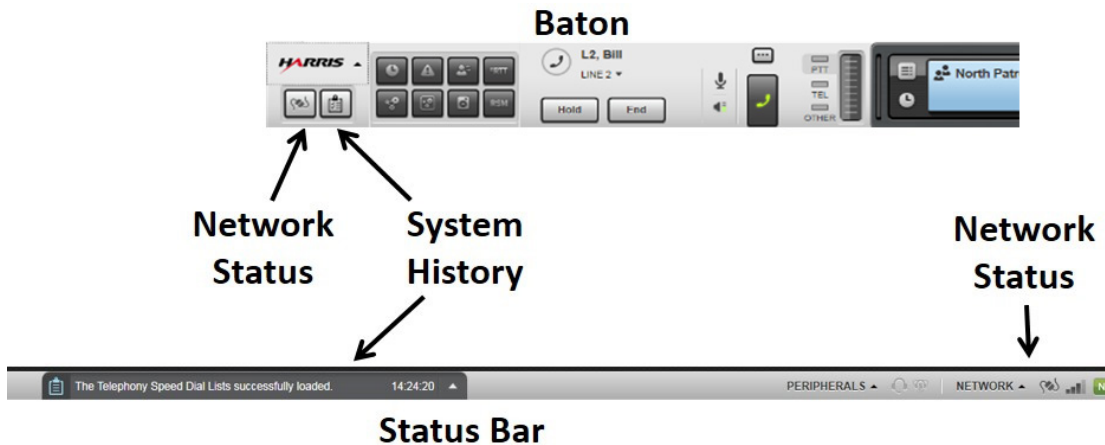 Baton
HARRIS
L2, Bill
LINE 2
Hold
End
PTT
TEL
OTHER
North Patr
RSM
Network
Status
System
History
Network
Status
The Telephony Speed Dial Lists successfully loaded.
14:24:20
PERIPHERALS
NETWORK
N
Status Bar